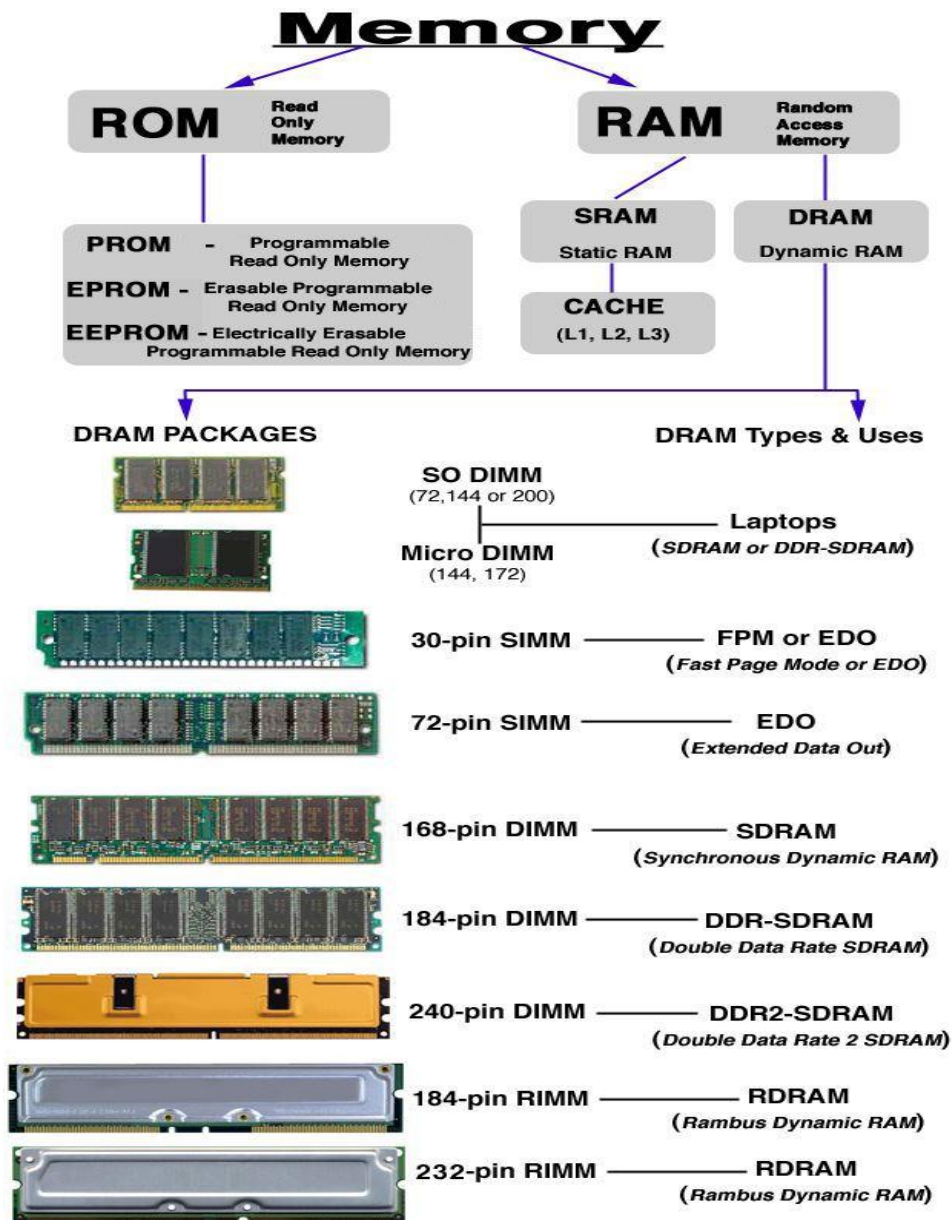 Memory
ROM
Read
Only
Memory
RAM
Random
Access
Memory
PROM - Programmable
Read Only Memory
EPROM - Erasable Programmable
Read Only Memory
EEPROM - Electrically Erasable
Programmable Read Only Memory
SRAM
Static RAM
DRAM
Dynamic RAM
CACHE
(L1, L2, L3)
DRAM PACKAGES
DRAM Types & Uses
SO DIMM
(72,144 or 200)
Laptops
(SDRAM or DDR-SDRAM)
Micro DIMM
(144, 172)
30-pin SIMM
FPM or EDO
(Fast Page Mode or EDO)
72-pin SIMM
EDO
(Extended Data Out)
168-pin DIMM
SDRAM
(Synchronous Dynamic RAM)
184-pin DIMM
DDR-SDRAM
(Double Data Rate SDRAM)
240-pin DIMM
DDR2-SDRAM
(Double Data Rate 2 SDRAM)
184-pin RIMM
RDRAM
(Rambus Dynamic RAM)
232-pin RIMM
RDRAM
(Rambus Dynamic RAM)